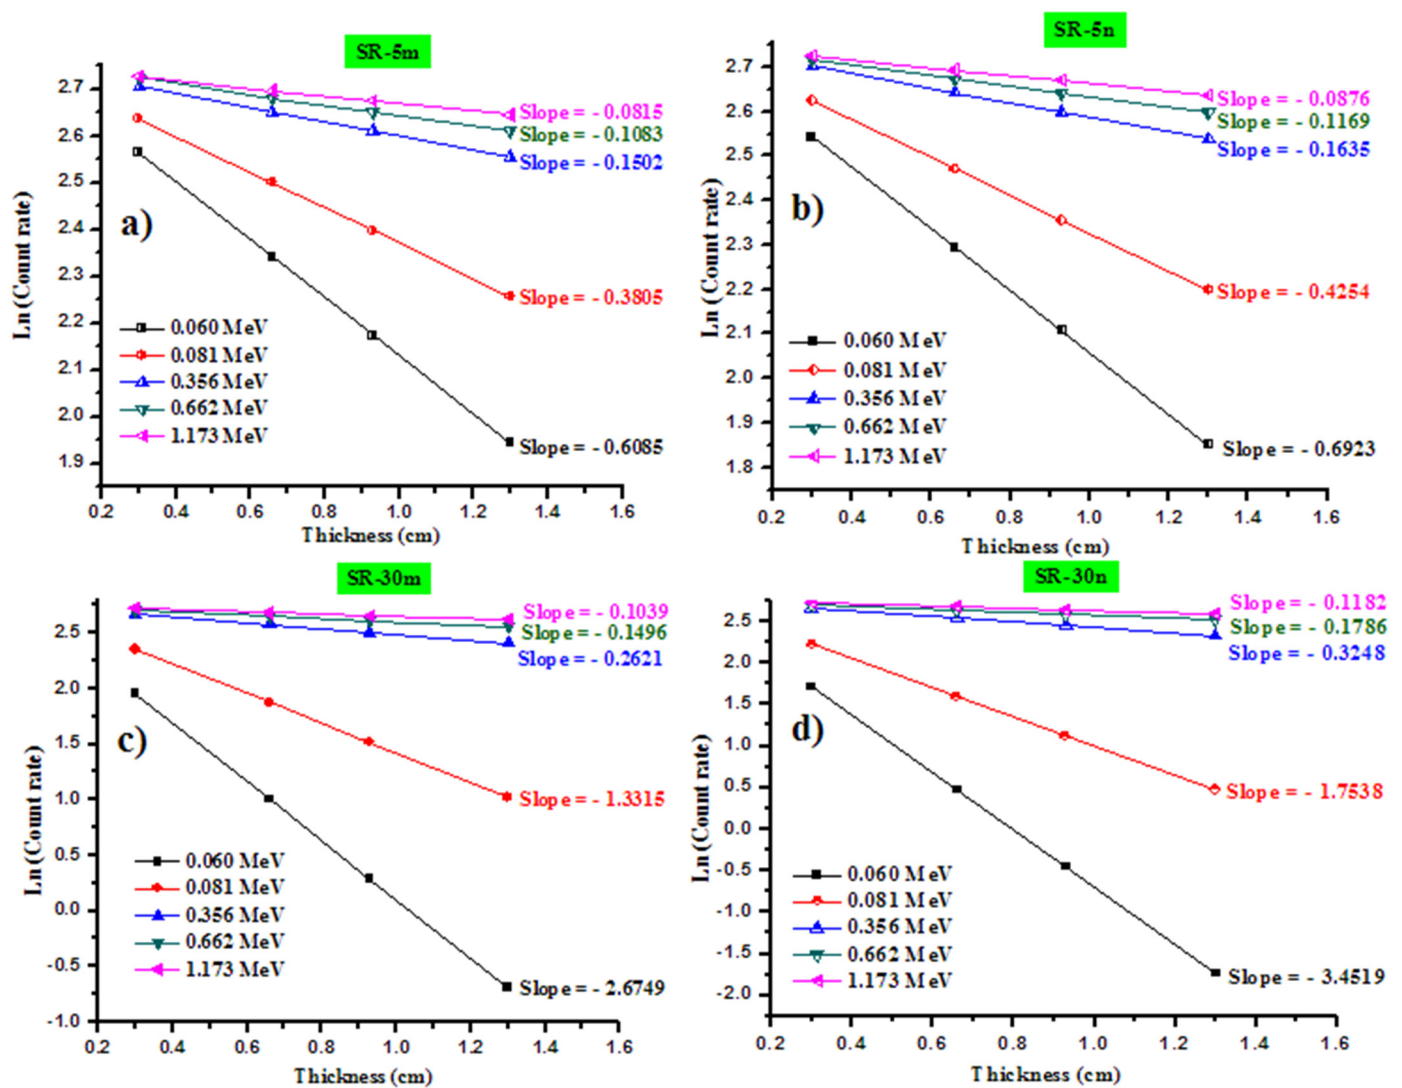 SR-5m
Ln(Count rate)
2.7
2.6
2.5
2.4
2.3
2.2
2.1
2.0
1.9
a)
Slope = - 0.0815
Slope = - 0.1083
Slope = - 0.1502
Slope = - 0.3805
Slope = - 0.6085
0.060 MeV
0.081 MeV
0.356 MeV
0.662 MeV
1.173 MeV
0.2 0.4 0.6 0.8 1.0 1.2 1.4 1.6
Thickness (cm)
SR-5n
Ln(Count rate)
2.7
2.6
2.5
2.4
2.3
2.2
2.1
2.0
1.9
1.8
b)
Slope = - 0.0876
Slope = - 0.1169
Slope = - 0.1635
Slope = - 0.4254
Slope = - 0.6923
0.060 MeV
0.081 MeV
0.356 MeV
0.662 MeV
1.173 MeV
0.2 0.4 0.6 0.8 1.0 1.2 1.4 1.6
Thickness (cm)
SR-30m
Ln(Count rate)
2.5
2.0
1.5
1.0
0.5
0.0
-0.5
-1.0
c)
Slope = - 0.1039
Slope = - 0.1496
Slope = - 0.2621
Slope = - 1.3315
Slope = - 2.6749
0.060 MeV
0.081 MeV
0.356 MeV
0.662 MeV
1.173 MeV
0.2 0.4 0.6 0.8 1.0 1.2 1.4 1.6
Thickness (cm)
SR-30n
Ln(Count rate)
2.5
2.0
1.5
1.0
0.5
0.0
-0.5
-1.0
-1.5
-2.0
d)
Slope = - 0.1182
Slope = - 0.1786
Slope = - 0.3248
Slope = - 1.7538
Slope = - 3.4519
0.060 MeV
0.081 MeV
0.356 MeV
0.662 MeV
1.173 MeV
0.2 0.4 0.6 0.8 1.0 1.2 1.4 1.6
Thickness (cm)